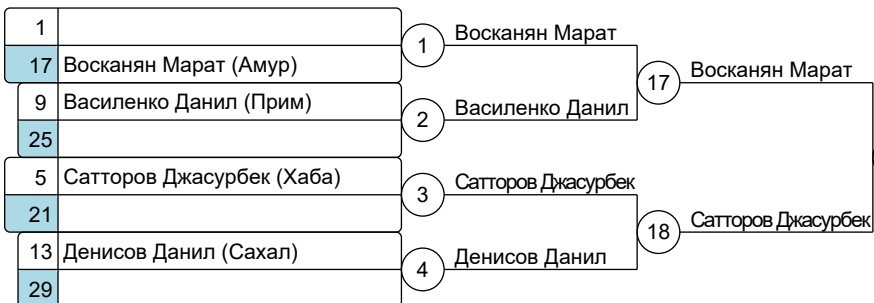 1
17 Восканян Марат (Амур)
9 Василенко Данил (Прим)
25
5 Сатторов Джасурбек (Хаба)
21
13 Денисов Данил (Сахал)
29
1 Восканян Марат
2 Василенко Данил
3 Сатторов Джасурбек
4 Денисов Данил
17 Восканян Марат
18 Сатторов Джасурбек